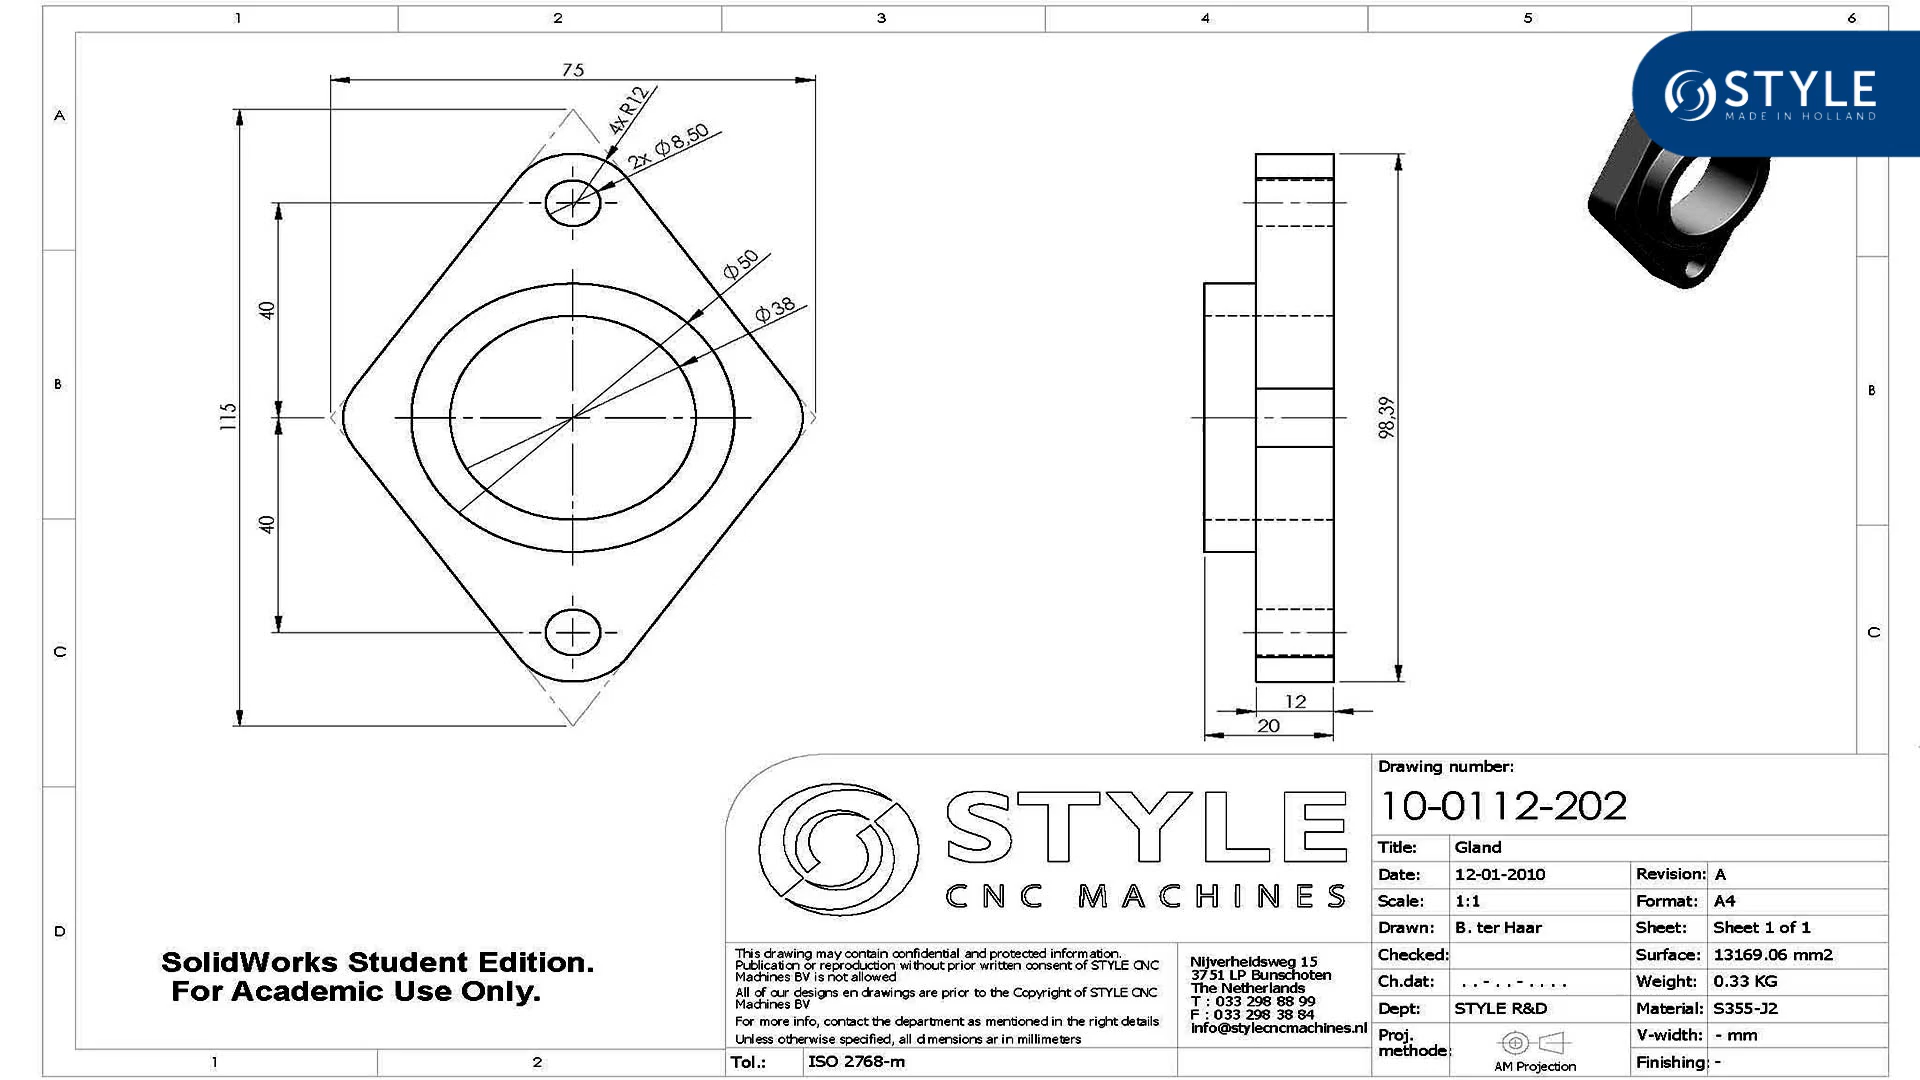 1 2 3 4 5 6
STYLE
MADE IN HOLLAND
75
4x R12
2x Ø8,50
A
Ø50
Ø38
40
115
98,39
A
B
B
40
C
C
12
20
D
Drawing number:
10-0112-202
STYLE
CNC MACHINES
Title: Gland
Date: 12-01-2010 Revision: A
Scale: 1:1 Format: A4
Drawn: B. ter Haar Sheet: Sheet 1 of 1
Checked: Surface: 13169.06 mm2
Ch.dat: . . - . . - . . . . Weight: 0.33 KG
Dept: STYLE R&D Material: S355-J2
Proj. methode: V-width: - mm
AM Projection Finishing: -
SolidWorks Student Edition.
For Academic Use Only.
This drawing may contain confidential and protected information.
Publication or reproduction without prior written consent of STYLE CNC
Machines BV is not allowed
All of our designs en drawings are prior to the Copyright of STYLE CNC
Machines BV
For more info, contact the department as mentioned in the right details
Unless otherwise specified, all dimensions ar in millimeters
Nijverheidsweg 15
3751 LP Bunschoten
The Netherlands
T : 033 298 88 99
F : 033 298 38 84
info@stylecncmachines.nl
Tol.: ISO 2768-m
1 2